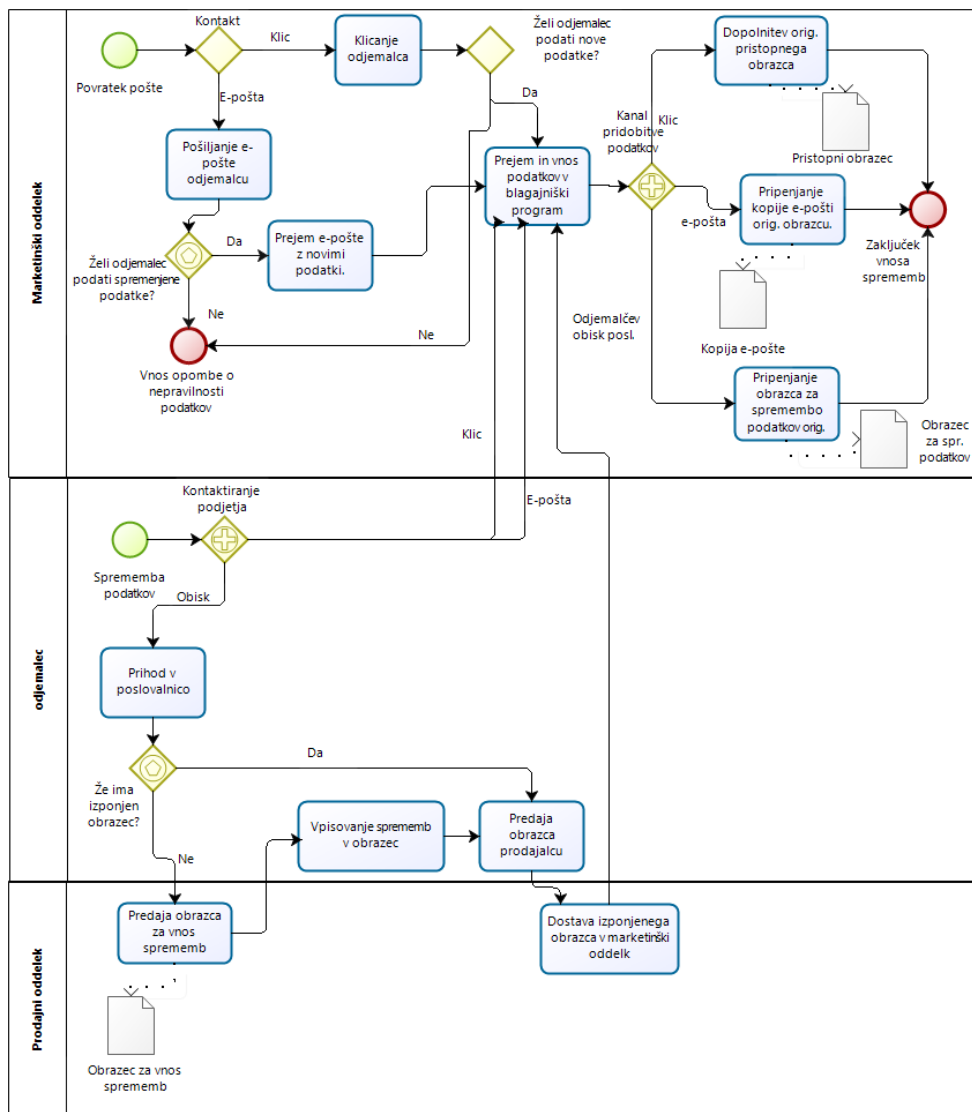 Marketinški oddelek
Kontakt
Klic
Klicanje
odjemalca
Želi odjemalec
podati nove
podatke?
Povratek pošte
E-pošta
Da
Pošiljanje e-
pošte
odjemalcu
Prejem in vnos
podatkov v
blagajniški
program
Kanal
pridobitve
podatkov
Klic
Dopolnitev orig.
pristopnega
obrazca
Pristopni obrazec
e-pošta
Pripenjanje
kopije e-pošti
orig. obrazcu.
Zaključek
vnosa
sprememb
Želi odjemalec
podati spremenjene
podatke?
Da
Prejem e-pošte
z novimi
podatki.
Ne
Ne
Vnos opombe o
nepravilnosti
podatkov
Odjemalčev
obisk posl.
Kopija e-pošte
Pripenjanje
obrazca za
spremembo
podatkov orig.
Obrazec
za spr.
podatkov
Klic
E-pošta
odjemalec
Kontaktiranje
podjetja
Sprememba
podatkov
Obisk
Prihod v
poslovalnico
Da
Že ima
izponjen
obrazec?
Ne
Vpisovanje sprememb
v obrazec
Predaja
obrazca
prodajalcu
Prodajni oddelek
Predaja obrazca
za vnos
sprememb
Dostava izponjenega
obrazca v marketinški
oddelk
Obrazec za vnos
sprememb